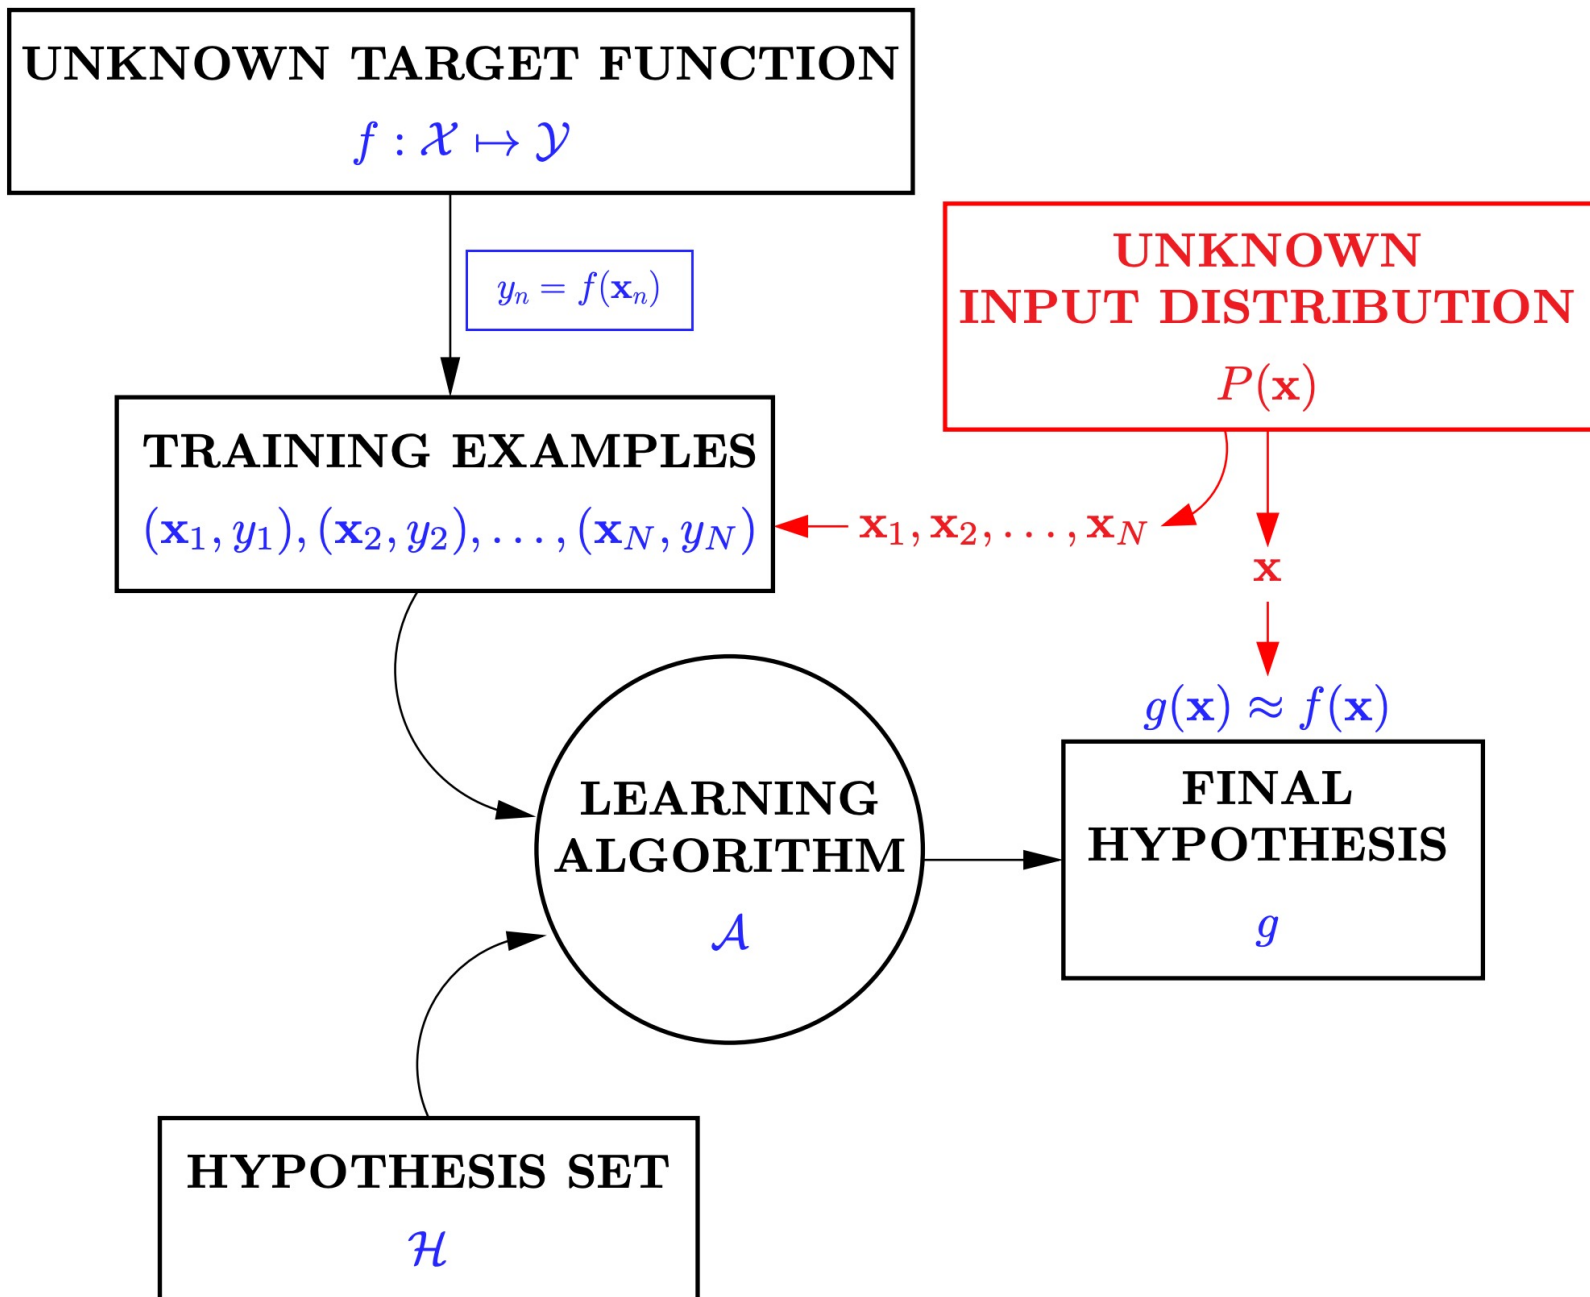 UNKNOWN TARGET FUNCTION
f : 𝒳 ↦ 𝒴
yₙ = f(𝐱ₙ)
UNKNOWN
INPUT DISTRIBUTION
P(𝐱)
TRAINING EXAMPLES
(𝐱₁, y₁), (𝐱₂, y₂), . . . , (𝐱_N, y_N)
𝐱₁, 𝐱₂, . . . , 𝐱_N
𝐱
g(𝐱) ≈ f(𝐱)
LEARNING
ALGORITHM
𝒜
FINAL
HYPOTHESIS
g
HYPOTHESIS SET
ℋ